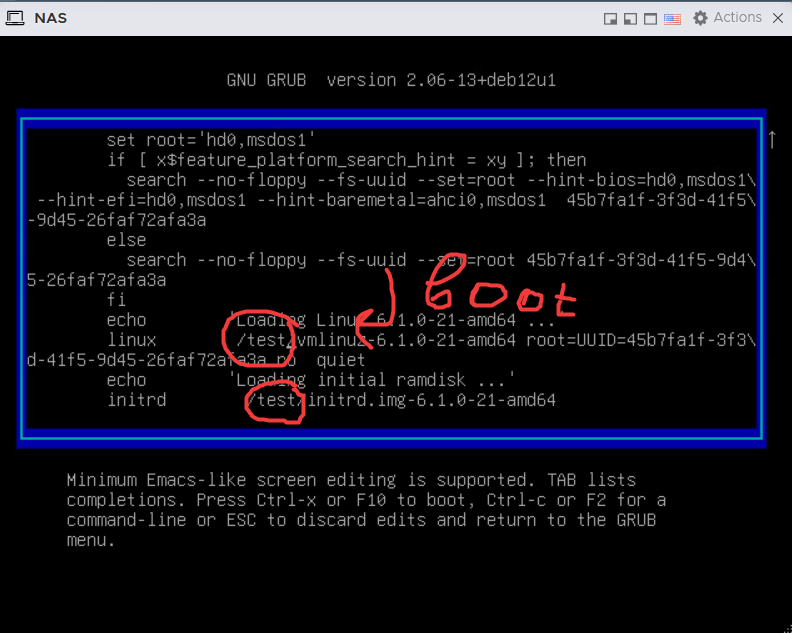 NAS
Actions
GNU GRUB version 2.06-13+deb12u1
set root='hd0,msdos1'
if [ x$feature_platform_search_hint = xy ]; then
search --no-floppy --fs-uuid --set=root --hint-bios=hd0,msdos1\
--hint-efi=hd0,msdos1 --hint-baremetal=ahci0,msdos1 45b7fa1f-3f3d-41f5\
-9d45-26faf72afa3a
else
search --no-floppy --fs-uuid --set=root 45b7fa1f-3f3d-41f5-9d4\
5-26faf72afa3a
fi
boot
echo 'Loading Linux 6.1.0-21-amd64 ...'
linux /test/vmlinuz-6.1.0-21-amd64 root=UUID=45b7fa1f-3f3\
d-41f5-9d45-26faf72afa3a ro quiet
echo 'Loading initial ramdisk ...'
initrd /test/initrd.img-6.1.0-21-amd64
Minimum Emacs-like screen editing is supported. TAB lists
completions. Press Ctrl-x or F10 to boot, Ctrl-c or F2 for a
command-line or ESC to discard edits and return to the GRUB
menu.